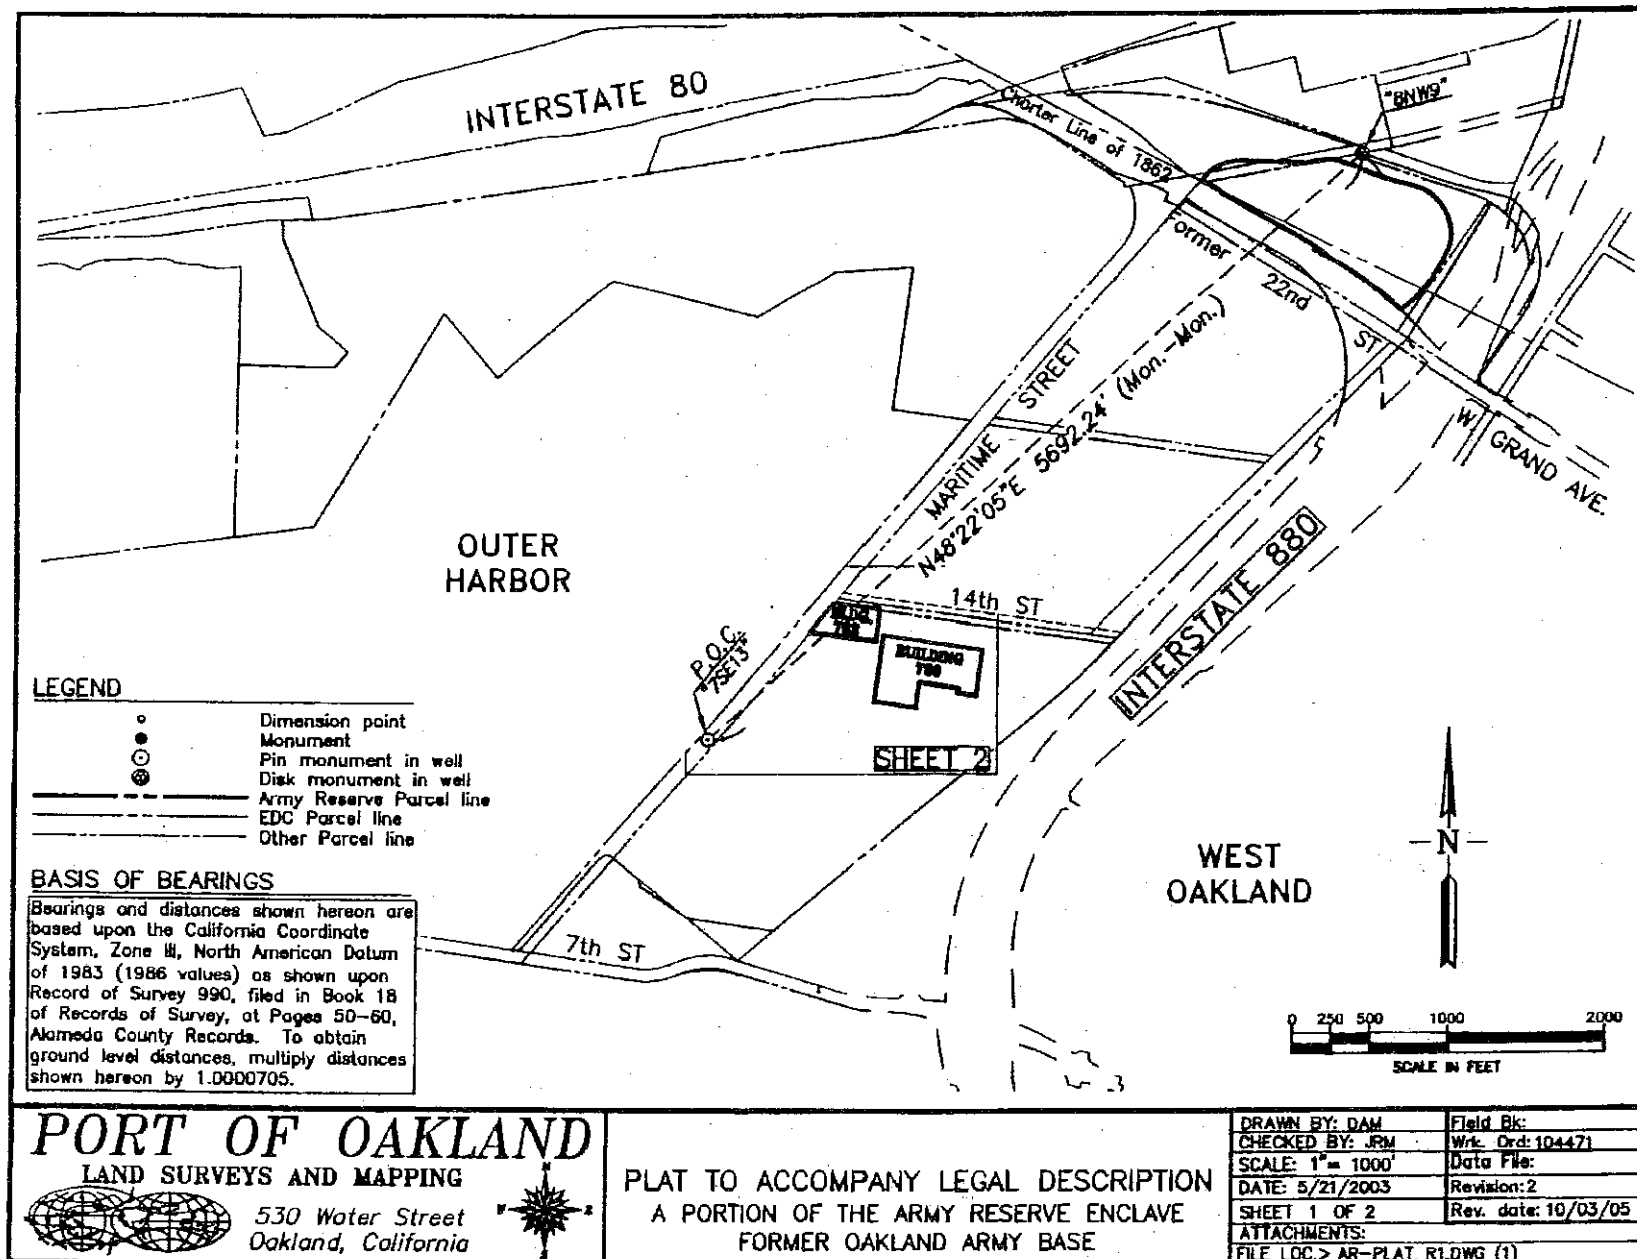 INTERSTATE 80
Charter Line of 1862
"BNW9"
ormer 22nd ST
MARITIME STREET
N48°22'05"E 5692.24' (Mon.-Mon.)
W. GRAND AVE.
OUTER
HARBOR
14th ST
INTERSTATE 880
P.O.C.
"7SE13"
BUILDING
SHEET 2
WEST
OAKLAND
7th ST
N
LEGEND
Dimension point
Monument
Pin monument in well
Disk monument in well
Army Reserve Parcel line
EDC Parcel line
Other Parcel line
BASIS OF BEARINGS
Bearings and distances shown hereon are
based upon the California Coordinate
System, Zone III, North American Datum
of 1983 (1986 values) as shown upon
Record of Survey 990, filed in Book 18
of Records of Survey, at Pages 50-60,
Alameda County Records. To obtain
ground level distances, multiply distances
shown hereon by 1.0000705.
0 250 500 1000 2000
SCALE IN FEET
PORT OF OAKLAND
LAND SURVEYS AND MAPPING
530 Water Street
Oakland, California
PLAT TO ACCOMPANY LEGAL DESCRIPTION
A PORTION OF THE ARMY RESERVE ENCLAVE
FORMER OAKLAND ARMY BASE
DRAWN BY: DAM Field Bk:
CHECKED BY: JRM Wrk. Ord: 104471
SCALE: 1"= 1000' Data File:
DATE: 5/21/2003 Revision: 2
SHEET 1 OF 2 Rev. date: 10/03/05
ATTACHMENTS:
FILE LOC.> AR-PLAT R1.DWG (1)